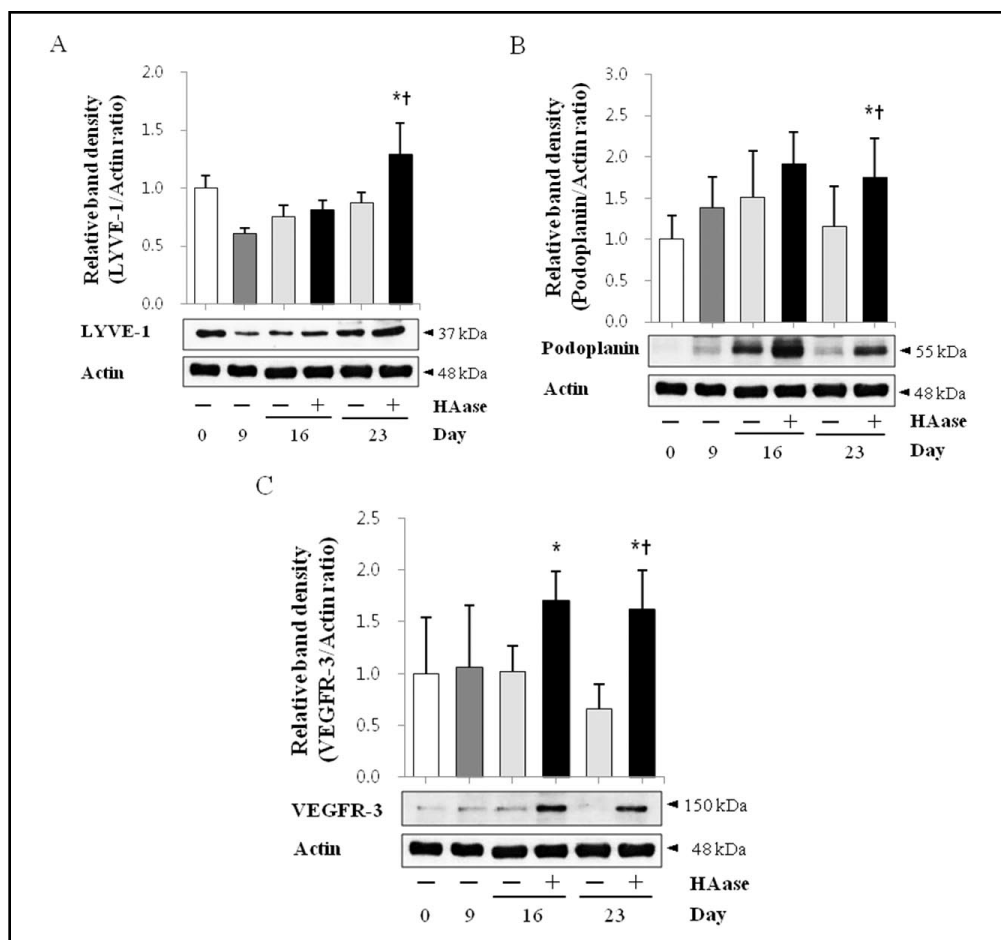 A
Relative band density
(LYVE-1/Actin ratio)
2.0
1.5
1.0
0.5
0.0
*†
LYVE-1
◄ 37 kDa
Actin
◄ 48 kDa
— — — + — + HAase
0 9 16 23 Day
B
Relative band density
(Podoplanin/Actin ratio)
3.0
2.5
2.0
1.5
1.0
0.5
0.0
*†
Podoplanin
◄ 55 kDa
Actin
◄ 48 kDa
— — — + — + HAase
0 9 16 23 Day
C
Relative band density
(VEGFR-3/Actin ratio)
2.5
2.0
1.5
1.0
0.5
0.0
* *†
VEGFR-3
◄ 150 kDa
Actin
◄ 48 kDa
— — — + — + HAase
0 9 16 23 Day